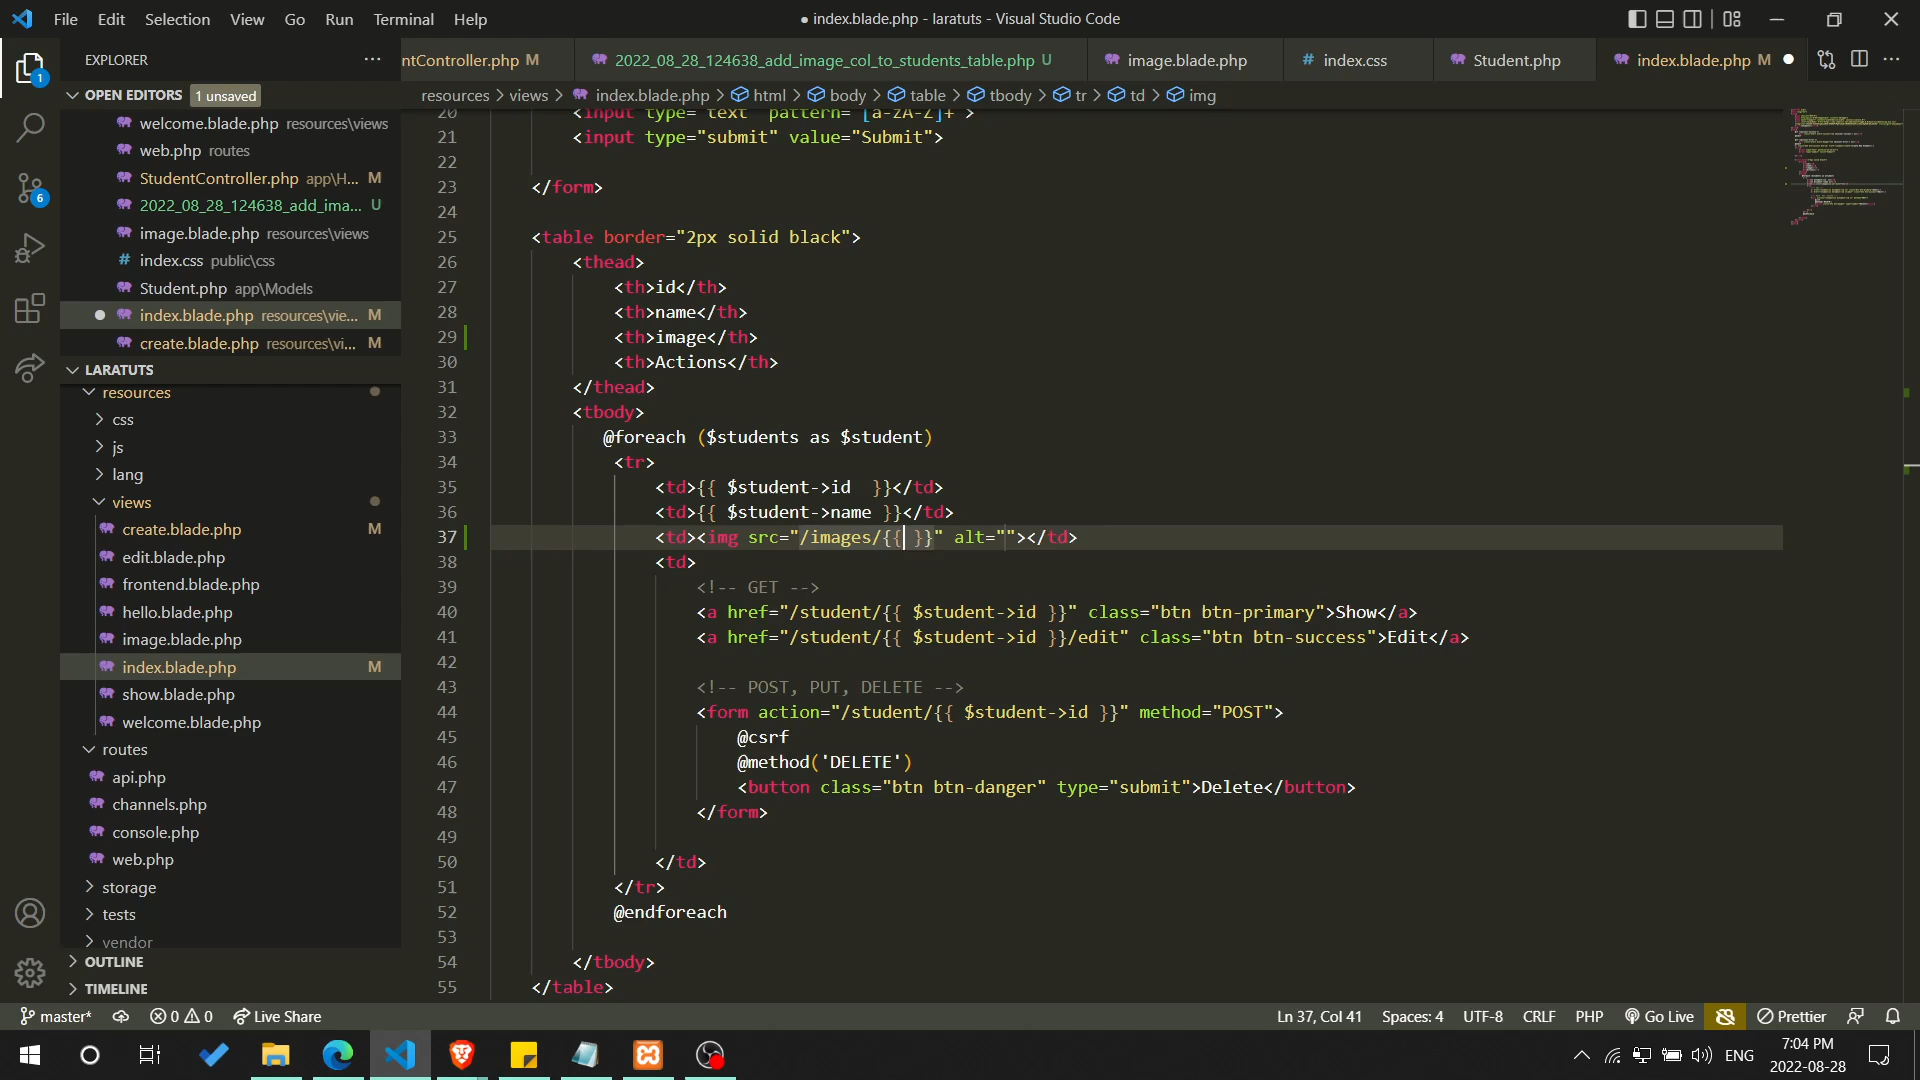 File Edit Selection View Go Run Terminal Help
● index.blade.php - laratuts - Visual Studio Code
EXPLORER
ntController.php M
2022_08_28_124638_add_image_col_to_students_table.php U
image.blade.php
# index.css
Student.php
index.blade.php M
OPEN EDITORS 1 unsaved
resources > views > index.blade.php > html > body > table > tbody > tr > td > img
welcome.blade.php resources\views
web.php routes
StudentController.php app\H... M
2022_08_28_124638_add_ima... U
image.blade.php resources\views
# index.css public\css
Student.php app\Models
index.blade.php resources\vie... M
create.blade.php resources\vi... M
LARATUTS
resources
css
js
lang
views
create.blade.php M
edit.blade.php
frontend.blade.php
hello.blade.php
image.blade.php
index.blade.php M
show.blade.php
welcome.blade.php
routes
api.php
channels.php
console.php
web.php
storage
tests
vendor
OUTLINE
TIMELINE
20 <input type="text" pattern="[a-zA-Z]+">
21 <input type="submit" value="Submit">
22
23 </form>
24
25 <table border="2px solid black">
26 <thead>
27 <th>id</th>
28 <th>name</th>
29 <th>image</th>
30 <th>Actions</th>
31 </thead>
32 <tbody>
33 @foreach ($students as $student)
34 <tr>
35 <td>{{ $student->id  }}</td>
36 <td>{{ $student->name }}</td>
37 <td><img src="/images/{{ }}" alt=""></td>
38 <td>
39 <!-- GET -->
40 <a href="/student/{{ $student->id }}" class="btn btn-primary">Show</a>
41 <a href="/student/{{ $student->id }}/edit" class="btn btn-success">Edit</a>
42
43 <!-- POST, PUT, DELETE -->
44 <form action="/student/{{ $student->id }}" method="POST">
45 @csrf
46 @method('DELETE')
47 <button class="btn btn-danger" type="submit">Delete</button>
48 </form>
49
50 </td>
51 </tr>
52 @endforeach
53
54 </tbody>
55 </table>
master* 0 0 Live Share
Ln 37, Col 41 Spaces: 4 UTF-8 CRLF PHP Go Live Prettier
ENG
7:04 PM
2022-08-28
1
6